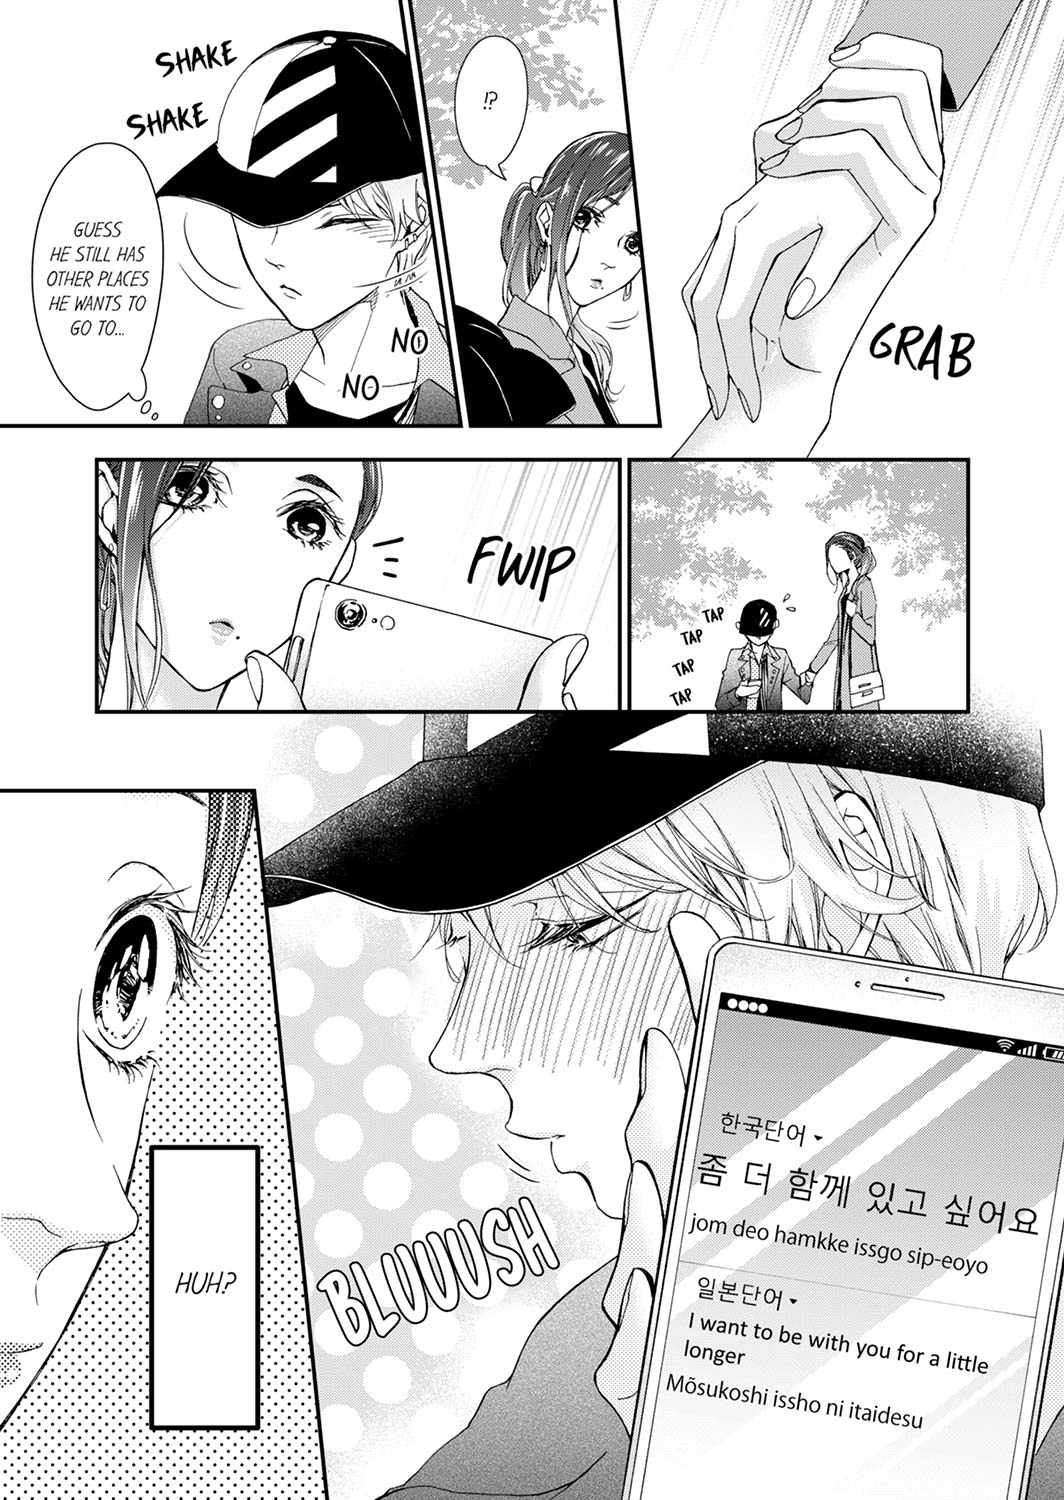 GRAB
!?
SHAKE
SHAKE
GUESS
HE STILL HAS
OTHER PLACES
HE WANTS TO
GO TO...
NO
NO
TAP
TAP
TAP
TAP
FWIP
한국단어
좀 더 함께 있고 싶어요
jom deo hamkke issgo sip-eoyo
일본단어
I want to be with you for a little
longer
Mōsukoshi issho ni itaidesu
BLUUUUSH
HUH?